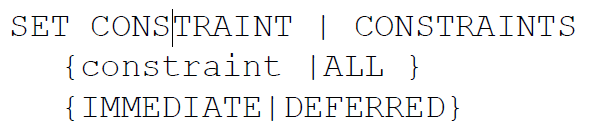 SET CONSTRAINT | CONSTRAINTS
{constraint |ALL }
{IMMEDIATE|DEFERRED}